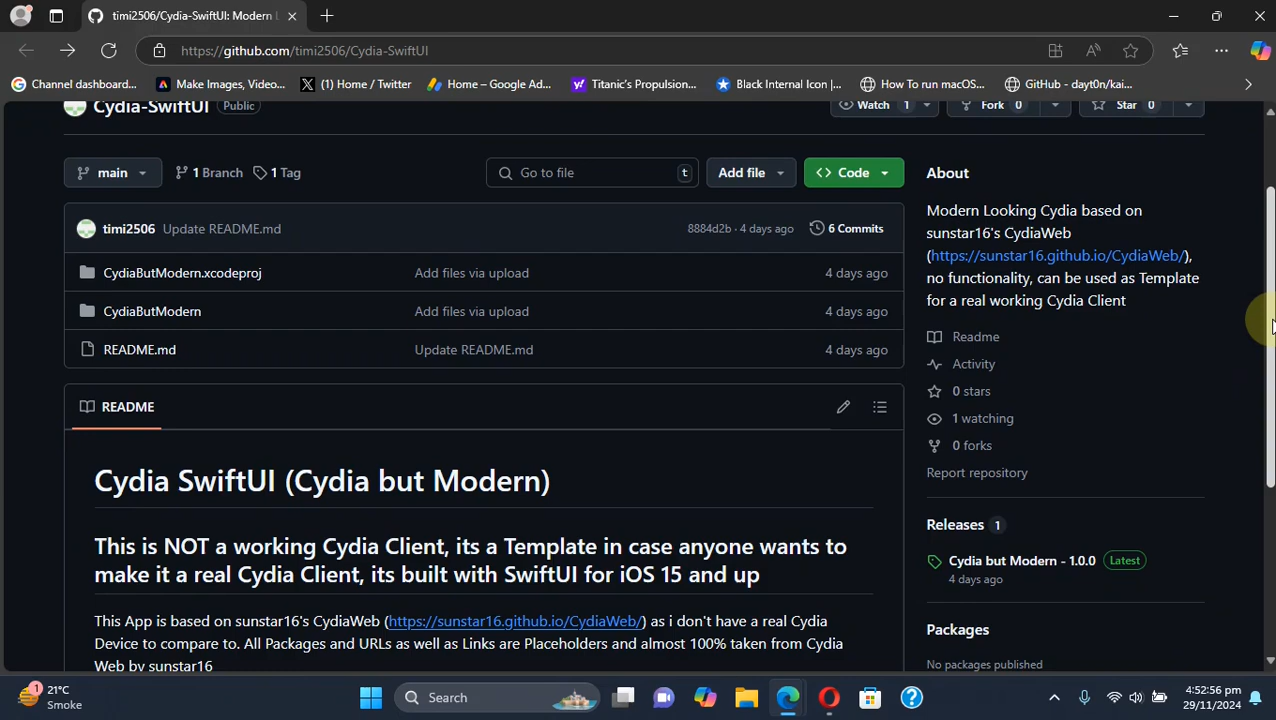 timi2506/Cydia-SwiftUI: Modern
https://github.com/timi2506/Cydia-SwiftUI
Channel dashboard...
Make Images, Video...
(1) Home / Twitter
Home – Google Ad...
Titanic's Propulsion...
Black Internal Icon |...
How To run macOS...
GitHub - dayt0n/kai...
Cydia-SwiftUI Public
Watch 1
Fork 0
Star 0
main
1 Branch
1 Tag
Go to file t
Add file
<> Code
timi2506 Update README.md 8884d2b · 4 days ago 6 Commits
CydiaButModern.xcodeproj Add files via upload 4 days ago
CydiaButModern Add files via upload 4 days ago
README.md Update README.md 4 days ago
README
Cydia SwiftUI (Cydia but Modern)
This is NOT a working Cydia Client, its a Template in case anyone wants to
make it a real Cydia Client, its built with SwiftUI for iOS 15 and up
This App is based on sunstar16's CydiaWeb (https://sunstar16.github.io/CydiaWeb/) as i don't have a real Cydia
Device to compare to. All Packages and URLs as well as Links are Placeholders and almost 100% taken from Cydia
Web by sunstar16
About
Modern Looking Cydia based on
sunstar16's CydiaWeb
(https://sunstar16.github.io/CydiaWeb/),
no functionality, can be used as Template
for a real working Cydia Client
Readme
Activity
0 stars
1 watching
0 forks
Report repository
Releases 1
Cydia but Modern - 1.0.0 Latest
4 days ago
Packages
No packages published
1
21°C
Smoke
Search
4:52:56 pm
29/11/2024